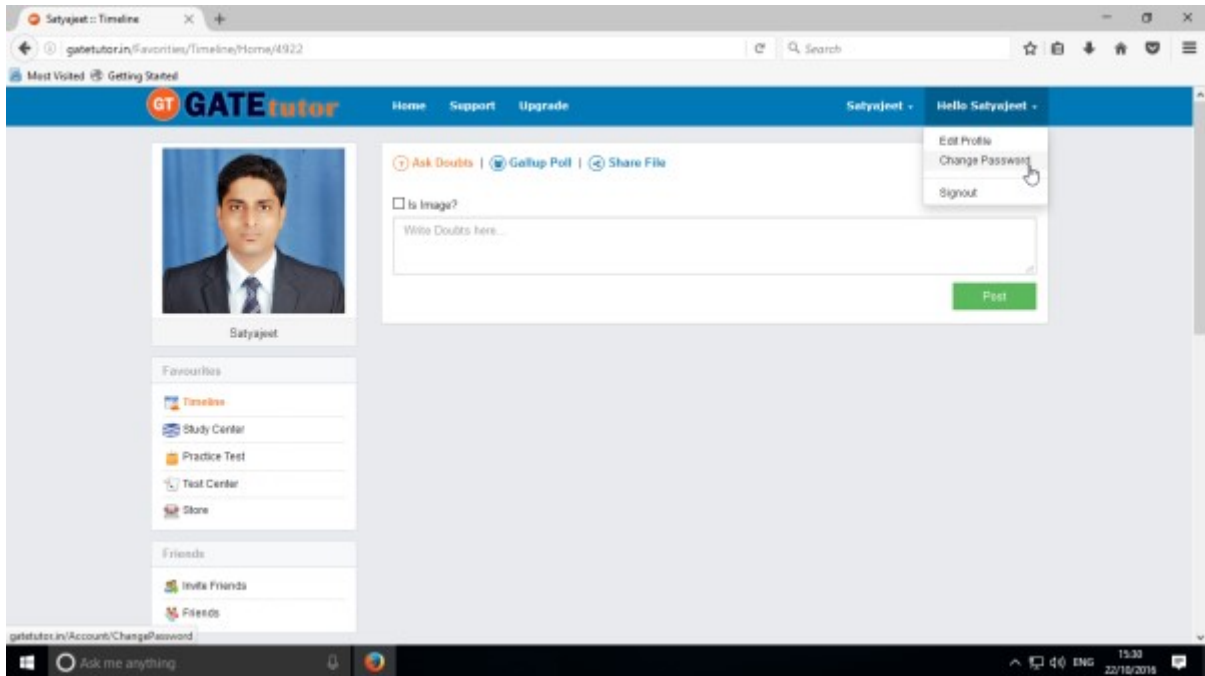 Satyajeet :: Timeline
gatetutor.in/Favorities/Timeline/Home/4922
Search
Most Visited Getting Started
GT GATEtutor Home Support Upgrade Satyajeet Hello Satyajeet
Edit Profile
Change Password
Signout
? Ask Doubts | Gallup Poll | Share File
Is Image?
Write Doubts here...
Post
Satyajeet
Favourites
Timeline
Study Center
Practice Test
Test Center
Store
Friends
Invite Friends
Friends
gatetutor.in/Account/ChangePassword
Ask me anything
ENG 15:30
22/10/2016